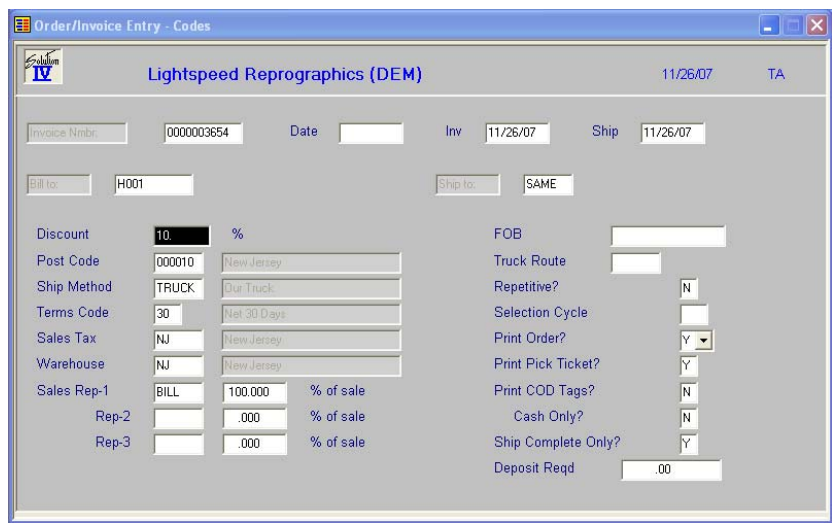 Order/Invoice Entry - Codes
Solution IV
Lightspeed Reprographics (DEM) 11/26/07 TA
Invoice Nmbr: 0000003654 Date Inv 11/26/07 Ship 11/26/07
Bill to: H001 Ship to: SAME
Discount 10. % FOB
Post Code 000010 New Jersey Truck Route
Ship Method TRUCK Our Truck Repetitive? N
Terms Code 30 Net 30 Days Selection Cycle
Sales Tax NJ New Jersey Print Order? Y
Warehouse NJ New Jersey Print Pick Ticket? Y
Sales Rep-1 BILL 100.000 % of sale Print COD Tags? N
Rep-2 .000 % of sale Cash Only? N
Rep-3 .000 % of sale Ship Complete Only? Y
Deposit Reqd .00